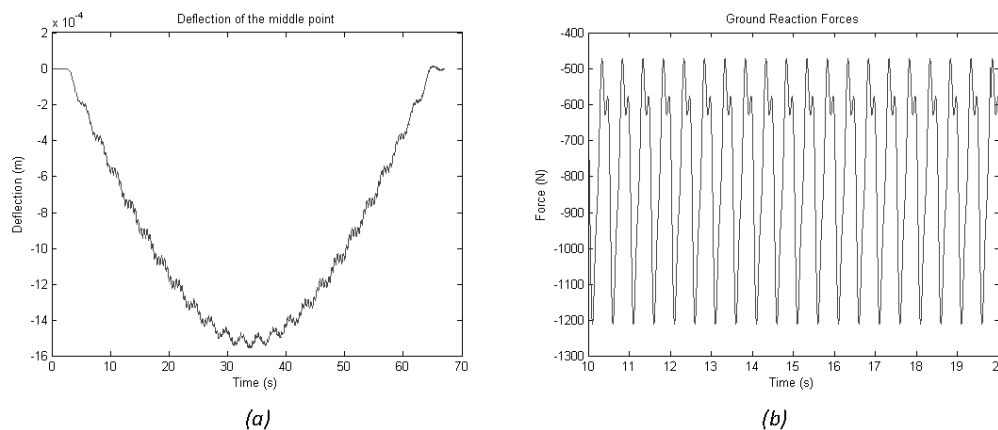 Deflection of the middle point
x 10-4
2
0
-2
-4
-6
-8
-10
-12
-14
-16
0 10 20 30 40 50 60 70
Time (s)
Deflection (m)
(a)
Ground Reaction Forces
-400
-500
-600
-700
-800
-900
-1000
-1100
-1200
-1300
10 11 12 13 14 15 16 17 18 19
Time (s)
Force (N)
(b)